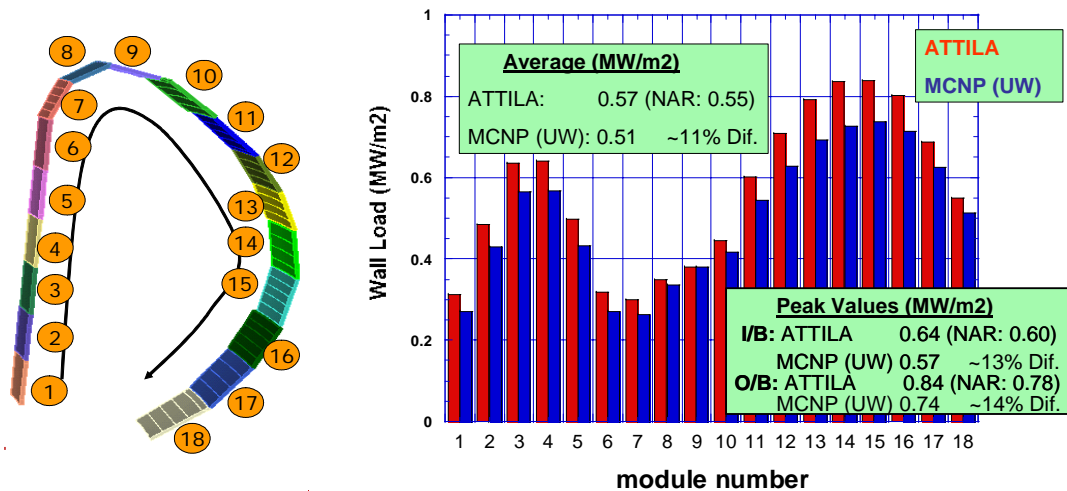 8
9
10
7
11
6
12
5
13
4
14
3
15
2
16
1
17
18
1
0.8
0.6
0.4
0.2
0
Wall Load (MW/m2)
Average (MW/m2)
ATTILA: 0.57 (NAR: 0.55)
MCNP (UW): 0.51 ~11% Dif.
ATTILA
MCNP (UW)
Peak Values (MW/m2)
I/B: ATTILA 0.64 (NAR: 0.60)
MCNP (UW) 0.57 ~13% Dif.
O/B: ATTILA 0.84 (NAR: 0.78)
MCNP (UW) 0.74 ~14% Dif.
1 2 3 4 5 6 7 8 9 10 11 12 13 14 15 16 17 18
module number